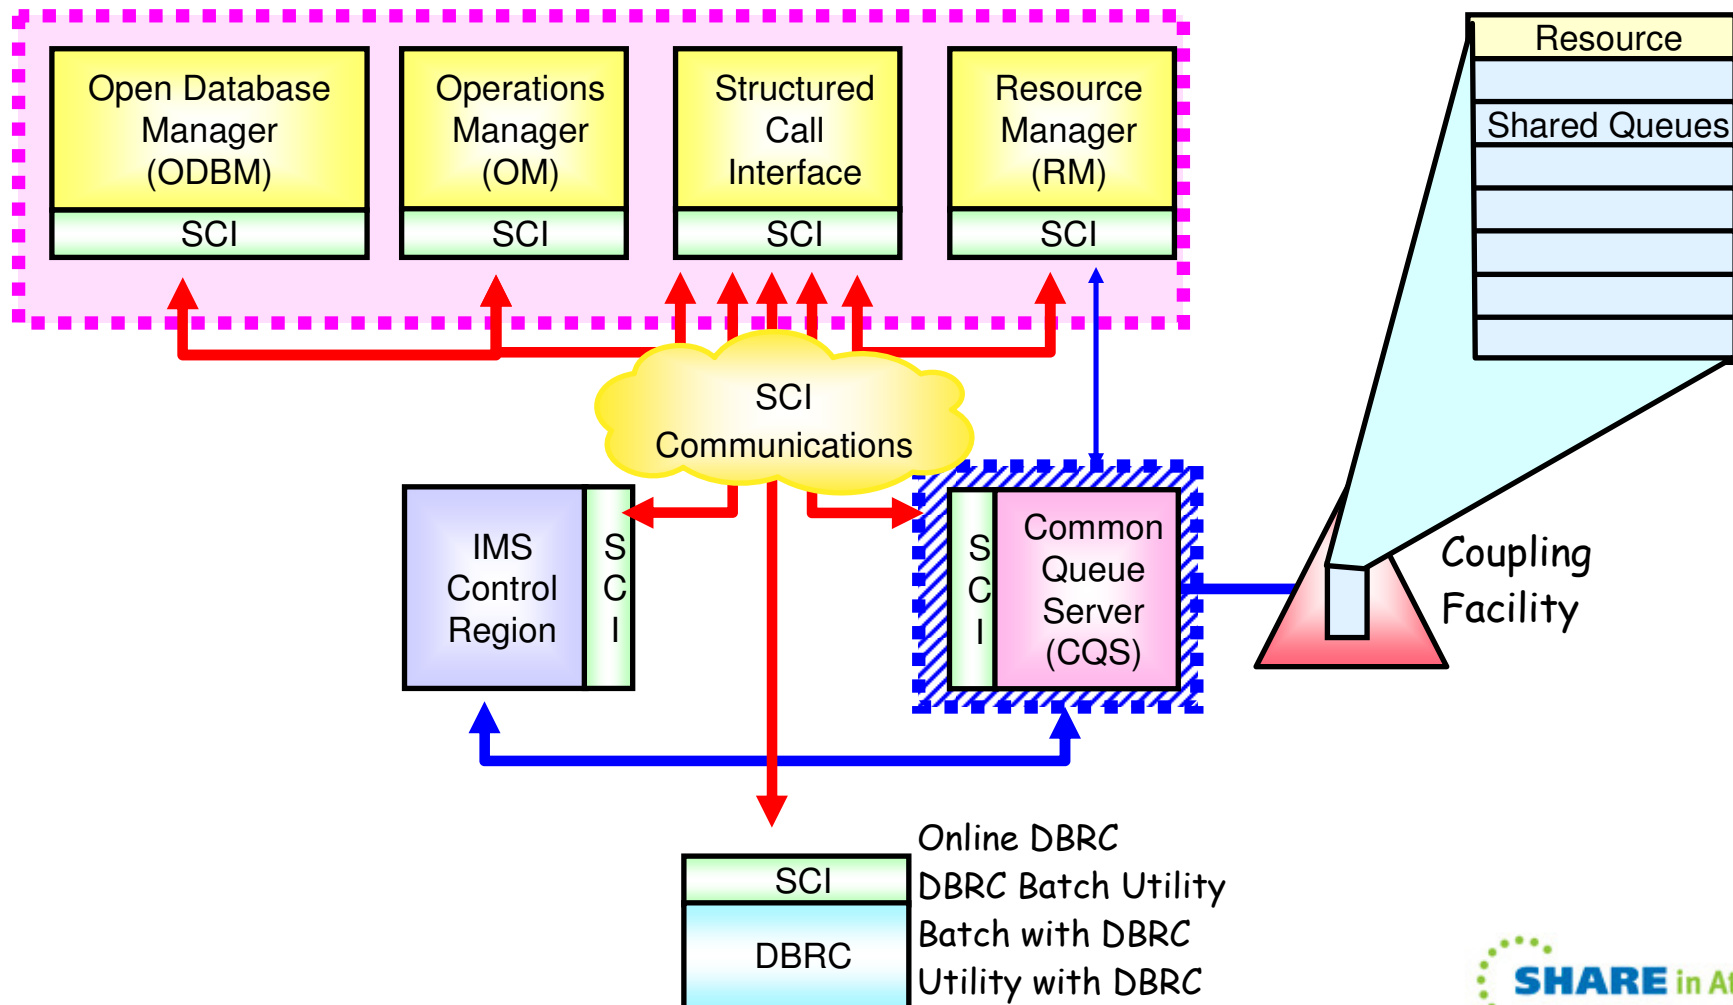 Open Database
Manager
(ODBM)
SCI
Operations
Manager
(OM)
SCI
Structured
Call
Interface
SCI
Resource
Manager
(RM)
SCI
Resource
Shared Queues
SCI
Communications
IMS
Control
Region
S
C
I
S
C
I
Common
Queue
Server
(CQS)
Coupling
Facility
SCI
DBRC
Online DBRC
DBRC Batch Utility
Batch with DBRC
Utility with DBRC
SHARE in